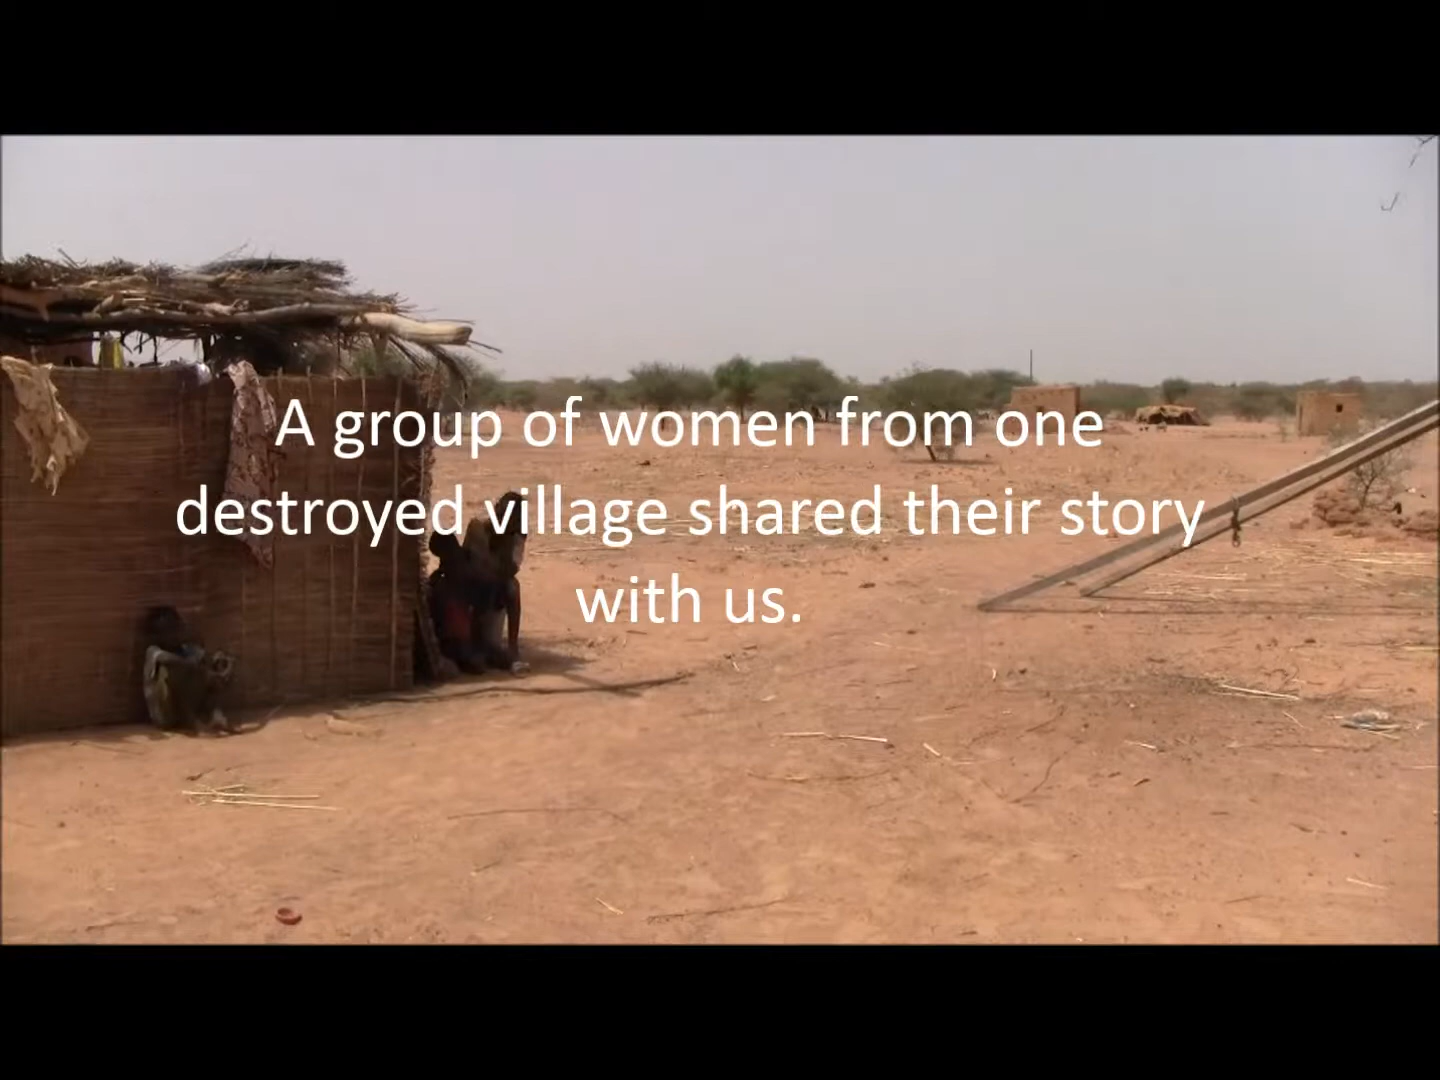 A group of women from one
destroyed village shared their story
with us.